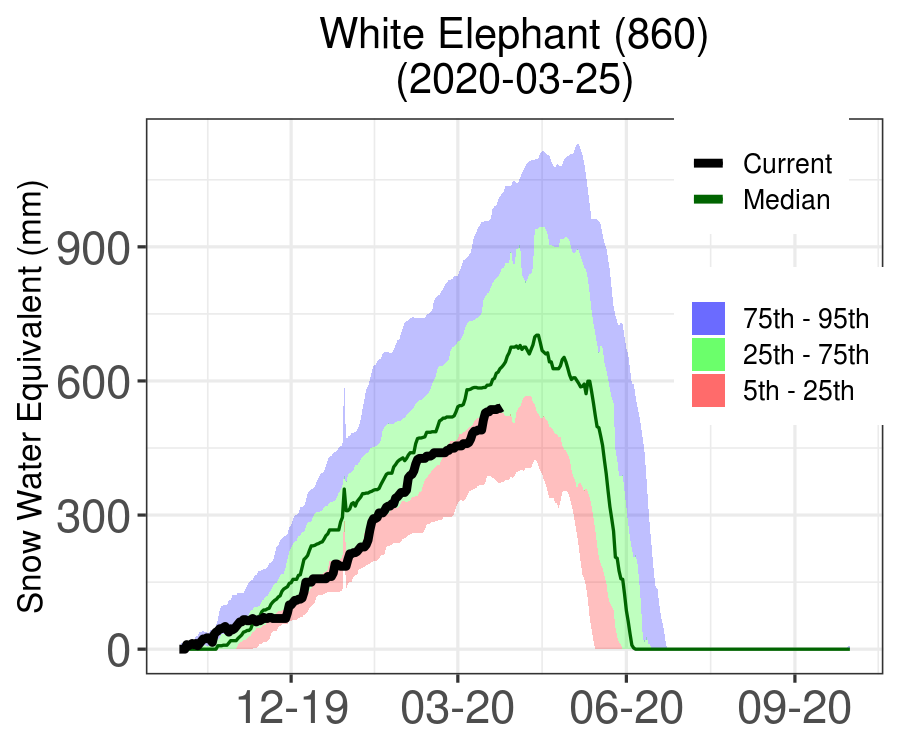 White Elephant (860)
(2020-03-25)
Snow Water Equivalent (mm)
900
600
300
0
12-19
03-20
06-20
09-20
Current
Median
75th - 95th
25th - 75th
5th - 25th